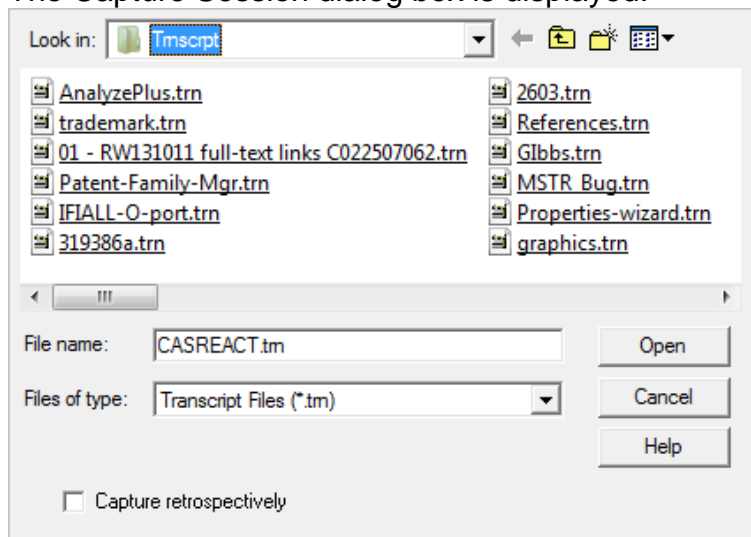 The Capture Session dialog box is displayed.
Look in: Trnscrpt
AnalyzePlus.trn
trademark.trn
01 - RW131011 full-text links C022507062.trn
Patent-Family-Mgr.trn
IFIALL-O-port.trn
319386a.trn
2603.trn
References.trn
GIbbs.trn
MSTR Bug.trn
Properties-wizard.trn
graphics.trn
File name: CASREACT.trn Open
Files of type: Transcript Files (*.trn) Cancel
Help
Capture retrospectively